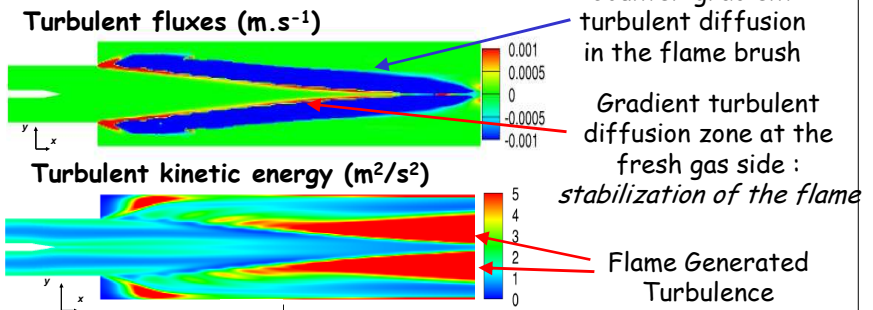 Turbulent fluxes (m.s-1)
turbulent diffusion
in the flame brush
0.001
0.0005
0
-0.0005
-0.001
Gradient turbulent
diffusion zone at the
fresh gas side :
stabilization of the flame
y
x
Turbulent kinetic energy (m2/s2)
5
4
3
2
1
0
Flame Generated
Turbulence
y
x